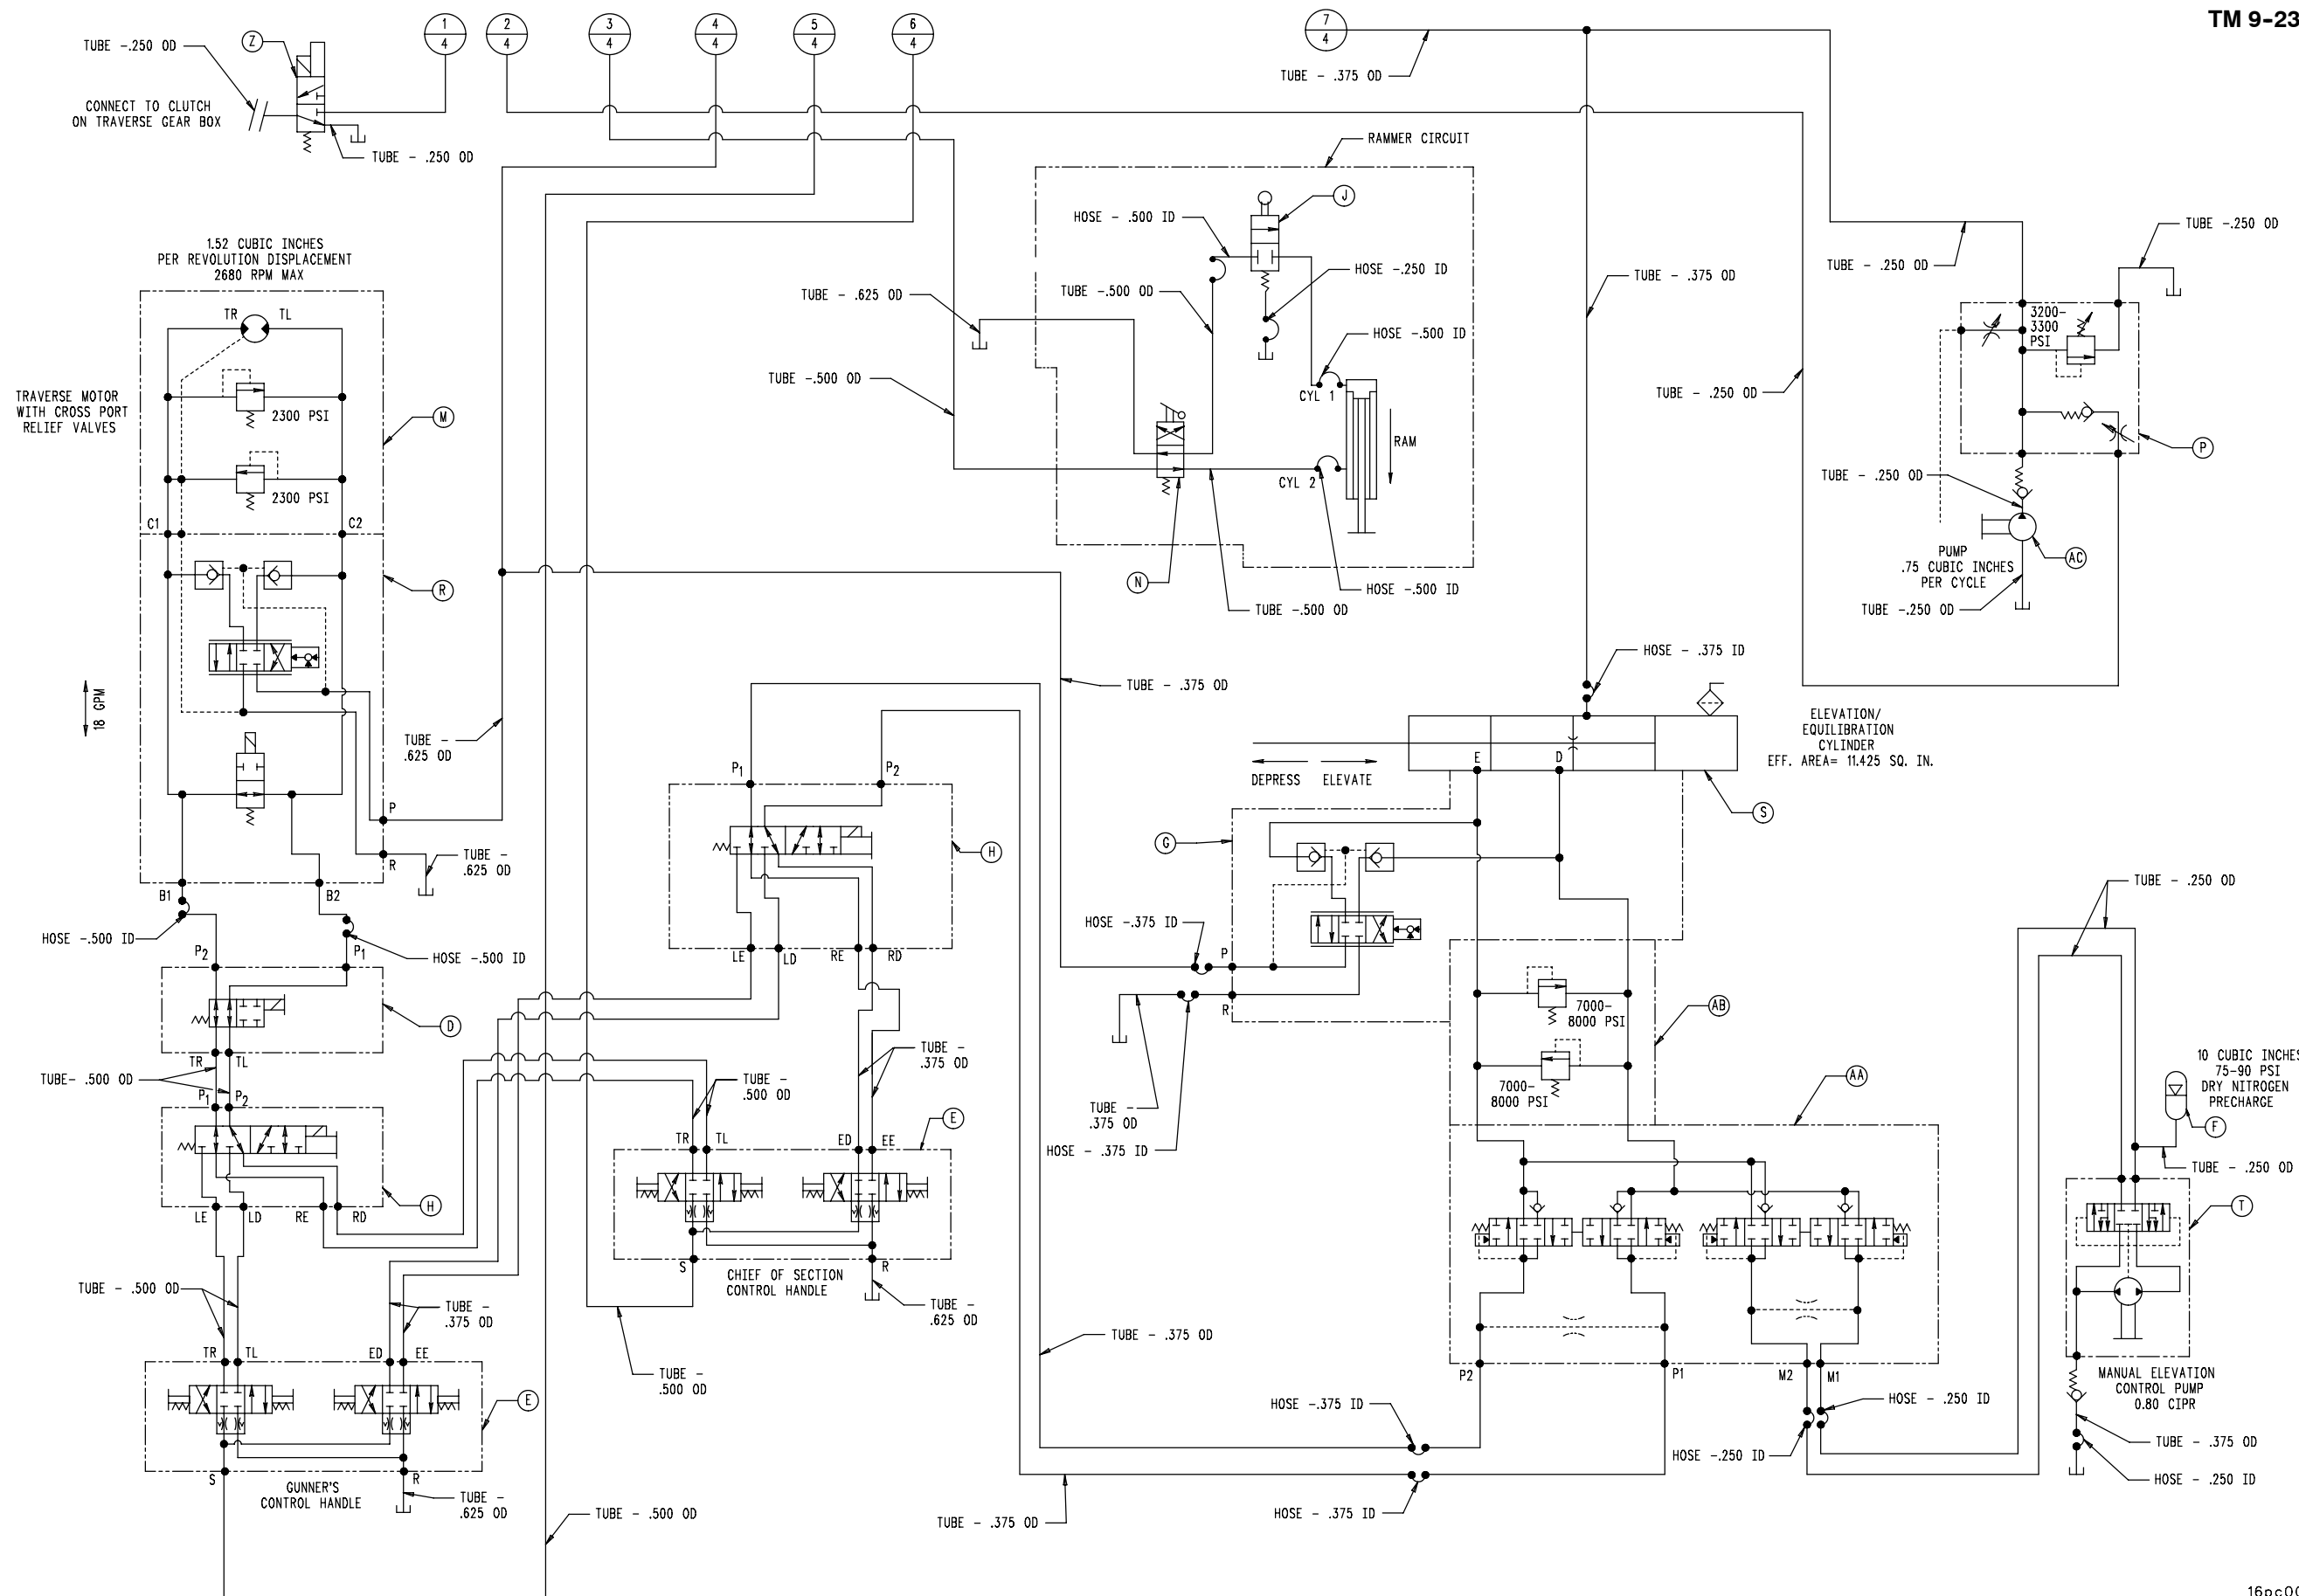 TM 9-23
1
4
2
4
3
4
4
4
5
4
6
4
7
4
TUBE -.250 OD
Z
CONNECT TO CLUTCH
ON TRAVERSE GEAR BOX
TUBE - .250 OD
TUBE - .375 OD
RAMMER CIRCUIT
J
HOSE - .500 ID
HOSE -.250 ID
TUBE -.500 OD
TUBE - .625 OD
HOSE -.500 ID
TUBE -.500 OD
CYL 1
RAM
CYL 2
N
HOSE -.500 ID
TUBE -.500 OD
TUBE - .375 OD
TUBE - .250 OD
TUBE -.250 OD
3200-
3300
PSI
TUBE - .250 OD
P
TUBE - .250 OD
AC
PUMP
.75 CUBIC INCHES
PER CYCLE
TUBE -.250 OD
1.52 CUBIC INCHES
PER REVOLUTION DISPLACEMENT
2680 RPM MAX
TR
TL
TRAVERSE MOTOR
WITH CROSS PORT
RELIEF VALVES
2300 PSI
M
2300 PSI
C1
C2
R
18 GPM
TUBE -
.625 OD
P
R
TUBE -
.625 OD
B1
B2
HOSE -.500 ID
P2
P1
HOSE -.500 ID
D
TR
TL
TUBE- .500 OD
P1
P2
H
LE
LD
RE
RD
TUBE - .500 OD
TUBE -
.375 OD
TR
TL
ED
EE
E
S
R
GUNNER'S
CONTROL HANDLE
TUBE -
.625 OD
TUBE - .500 OD
P1
P2
H
LE
LD
RE
RD
TUBE -
.375 OD
TUBE -
.500 OD
TR
TL
ED
EE
E
S
R
CHIEF OF SECTION
CONTROL HANDLE
TUBE -
.625 OD
TUBE -
.500 OD
TUBE - .375 OD
HOSE - .375 ID
ELEVATION/
EQUILIBRATION
CYLINDER
EFF. AREA= 11.425 SQ. IN.
DEPRESS
ELEVATE
E
D
S
G
HOSE -.375 ID
P
R
TUBE -
.375 OD
HOSE - .375 ID
7000-
8000 PSI
AB
7000-
8000 PSI
AA
P2
P1
M2
M1
TUBE - .375 OD
HOSE -.375 ID
HOSE - .375 ID
TUBE - .375 OD
HOSE - .250 ID
HOSE -.250 ID
TUBE - .250 OD
10 CUBIC INCHES
75-90 PSI
DRY NITROGEN
PRECHARGE
F
TUBE - .250 OD
T
MANUAL ELEVATION
CONTROL PUMP
0.80 CIPR
TUBE - .375 OD
HOSE - .250 ID
16pc00